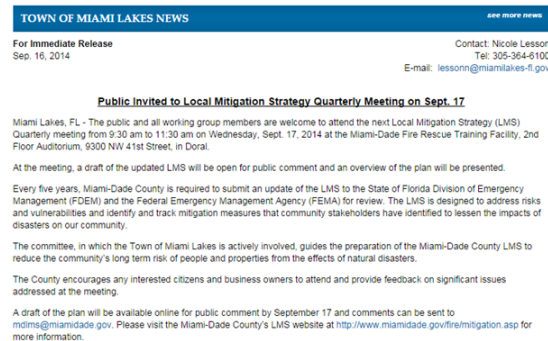 TOWN OF MIAMI LAKES NEWS
see more news
For Immediate Release
Contact: Nicole Lesson
Sep. 16, 2014
Tel: 305-364-6100
E-mail: lessonn@miamilakes-fl.gov
Public Invited to Local Mitigation Strategy Quarterly Meeting on Sept. 17
Miami Lakes, FL - The public and all working group members are welcome to attend the next Local Mitigation Strategy (LMS)
Quarterly meeting from 9:30 am to 11:30 am on Wednesday, Sept. 17, 2014 at the Miami-Dade Fire Rescue Training Facility, 2nd
Floor Auditorium, 9300 NW 41st Street, in Doral.
At the meeting, a draft of the updated LMS will be open for public comment and an overview of the plan will be presented.
Every five years, Miami-Dade County is required to submit an update of the LMS to the State of Florida Division of Emergency
Management (FDEM) and the Federal Emergency Management Agency (FEMA) for review. The LMS is designed to address risks
and vulnerabilities and identify and track mitigation measures that community stakeholders have identified to lessen the impacts of
disasters on our community.
The committee, in which the Town of Miami Lakes is actively involved, guides the preparation of the Miami-Dade County LMS to
reduce the community's long term risk of people and properties from the effects of natural disasters.
The County encourages any interested citizens and business owners to attend and provide feedback on significant issues
addressed at the meeting.
A draft of the plan will be available online for public comment by September 17 and comments can be sent to
mdlms@miamidade.gov. Please visit the Miami-Dade County's LMS website at http://www.miamidade.gov/fire/mitigation.asp for
more information.